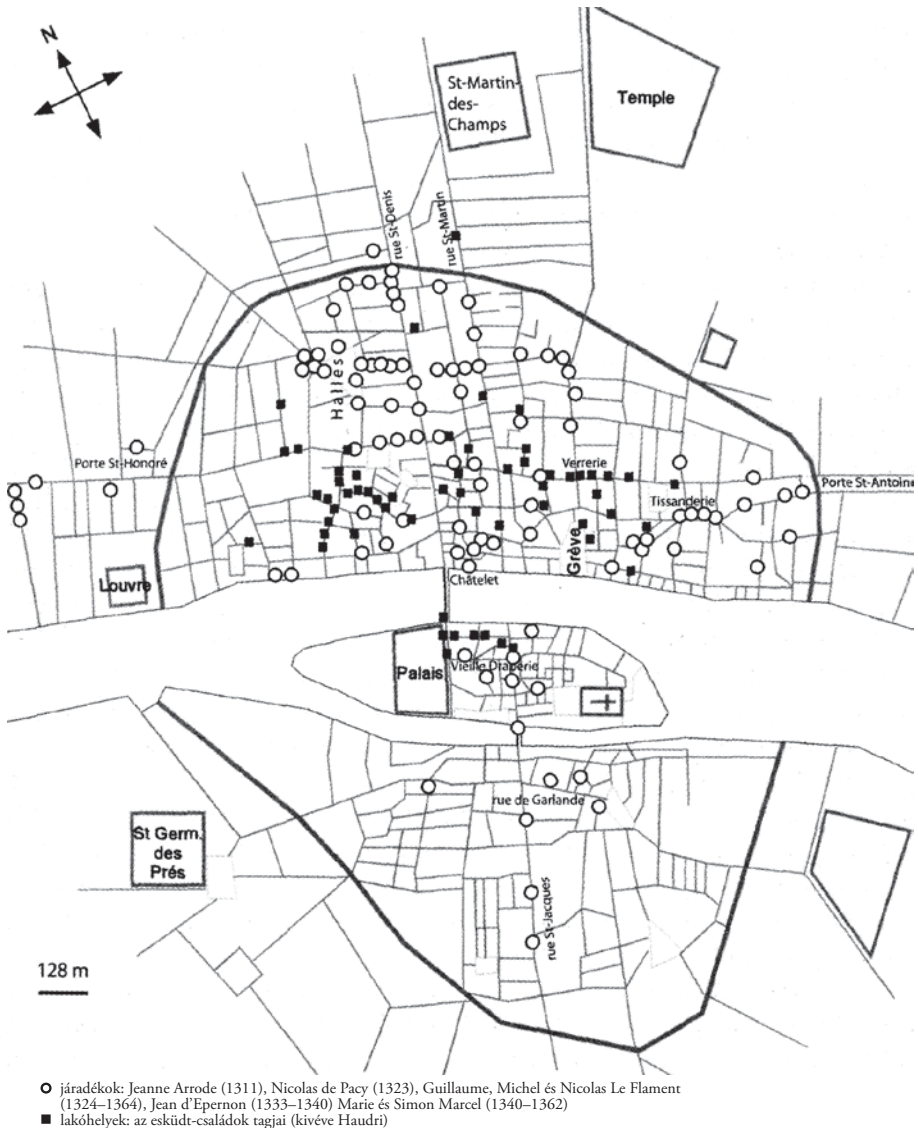 N
St-Martin-
des-
Champs
Temple
rue St-Denis
rue St-Martin
Halles
Porte St-Honoré
Verrerie
Porte St-Antoine
Tissanderie
Grève
Louvre
Châtelet
Palais
Vieille Draperie
rue de Garlande
St Germ.
des
Prés
rue St-Jacques
128 m
járadékok: Jeanne Arrode (1311), Nicolas de Pacy (1323), Guillaume, Michel és Nicolas Le Flament
(1324–1364), Jean d’Epernon (1333–1340) Marie és Simon Marcel (1340–1362)
lakóhelyek: az esküdt-családok tagjai (kivéve Haudri)